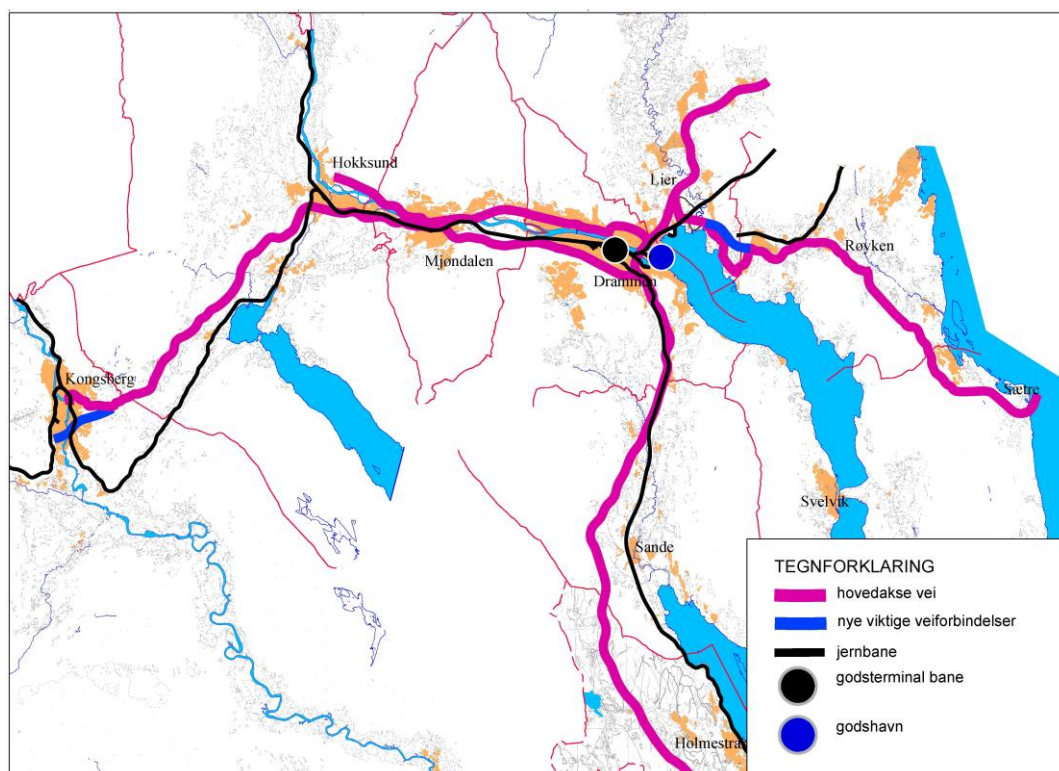 Hokksund
Lier
Røyken
Mjøndalen
Drammen
Kongsberg
Sætre
Svelvik
Sande
TEGNFORKLARING
hovedakse vei
nye viktige veiforbindelser
jernbane
godsterminal bane
godshavn